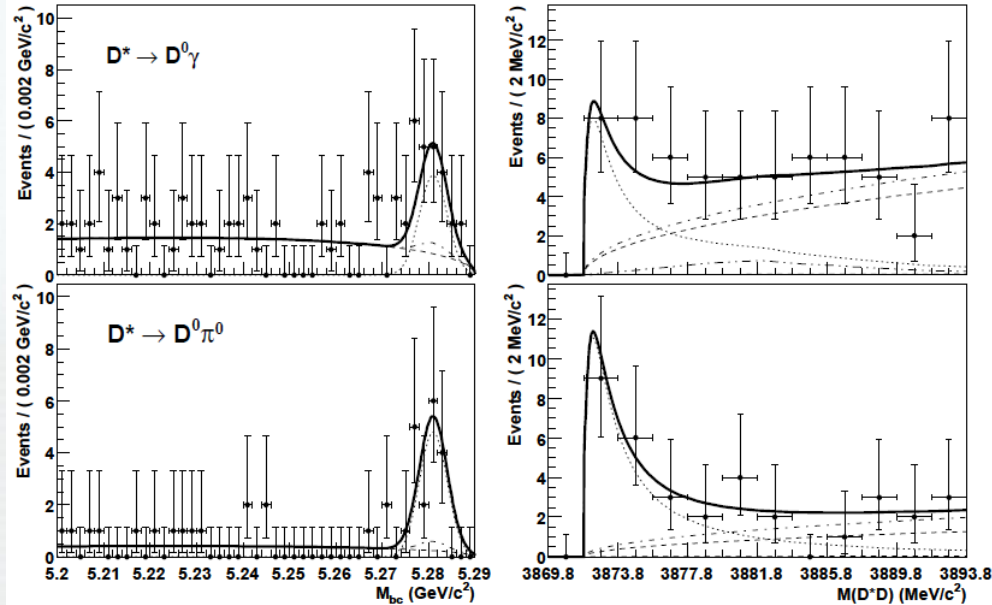 Events / ( 0.002 GeV/c² )
10
8
6
4
2
0
D* → D⁰γ
Events / ( 2 MeV/c² )
12
10
8
6
4
2
0
Events / ( 0.002 GeV/c² )
10
8
6
4
2
0
D* → D⁰π⁰
5.2 5.21 5.22 5.23 5.24 5.25 5.26 5.27 5.28 5.29
M_bc (GeV/c²)
Events / ( 2 MeV/c² )
12
10
8
6
4
2
0
3869.8 3873.8 3877.8 3881.8 3885.8 3889.8 3893.8
M(D*D) (MeV/c²)